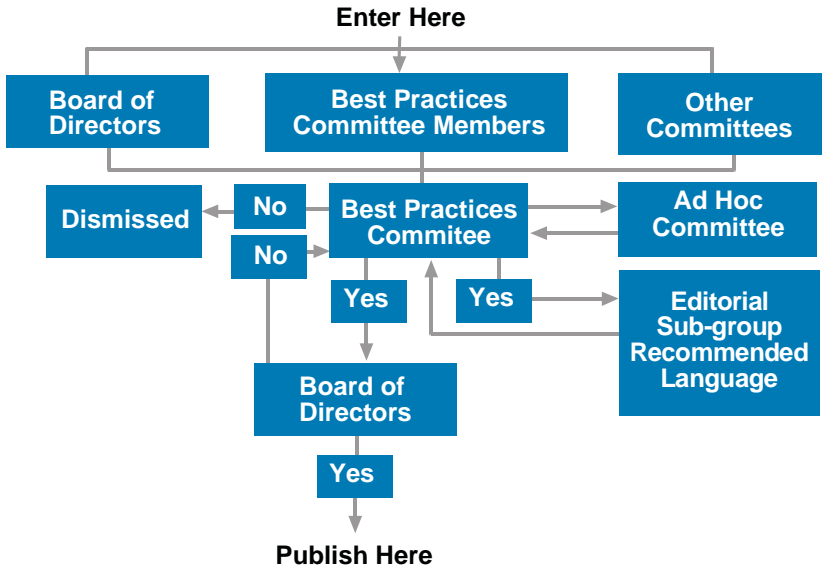 Enter Here
Board of
Directors
Best Practices
Committee Members
Other
Committees
Dismissed
No
Best Practices
Commitee
Ad Hoc
Committee
No
Yes
Yes
Editorial
Sub-group
Recommended
Language
Board of
Directors
Yes
Publish Here